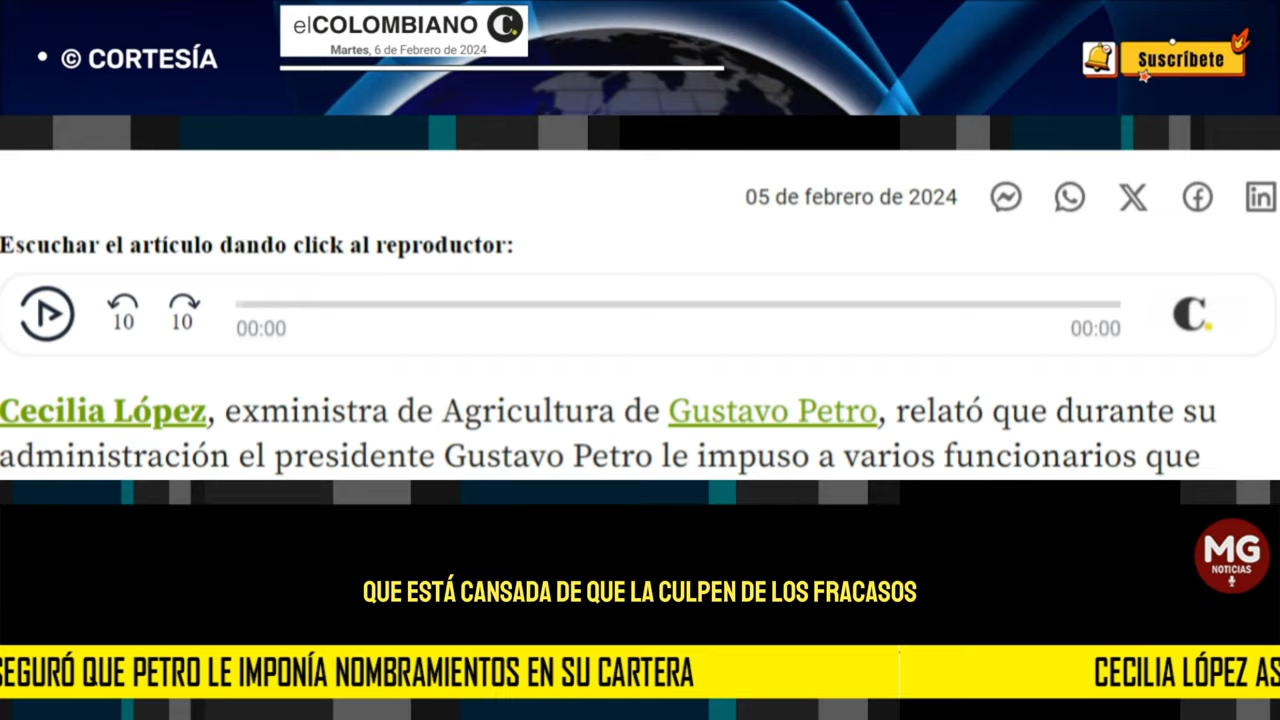 elCOLOMBIANO C.
Martes, 6 de Febrero de 2024
• © CORTESÍA
Suscríbete
05 de febrero de 2024
Escuchar el artículo dando click al reproductor:
10 10 00:00 00:00 C.
Cecilia López, exministra de Agricultura de Gustavo Petro, relató que durante su
administración el presidente Gustavo Petro le impuso a varios funcionarios que
MG
NOTICIAS
QUE ESTÁ CANSADA DE QUE LA CULPEN DE LOS FRACASOS
SEGURÓ QUE PETRO LE IMPONÍA NOMBRAMIENTOS EN SU CARTERA CECILIA LÓPEZ AS